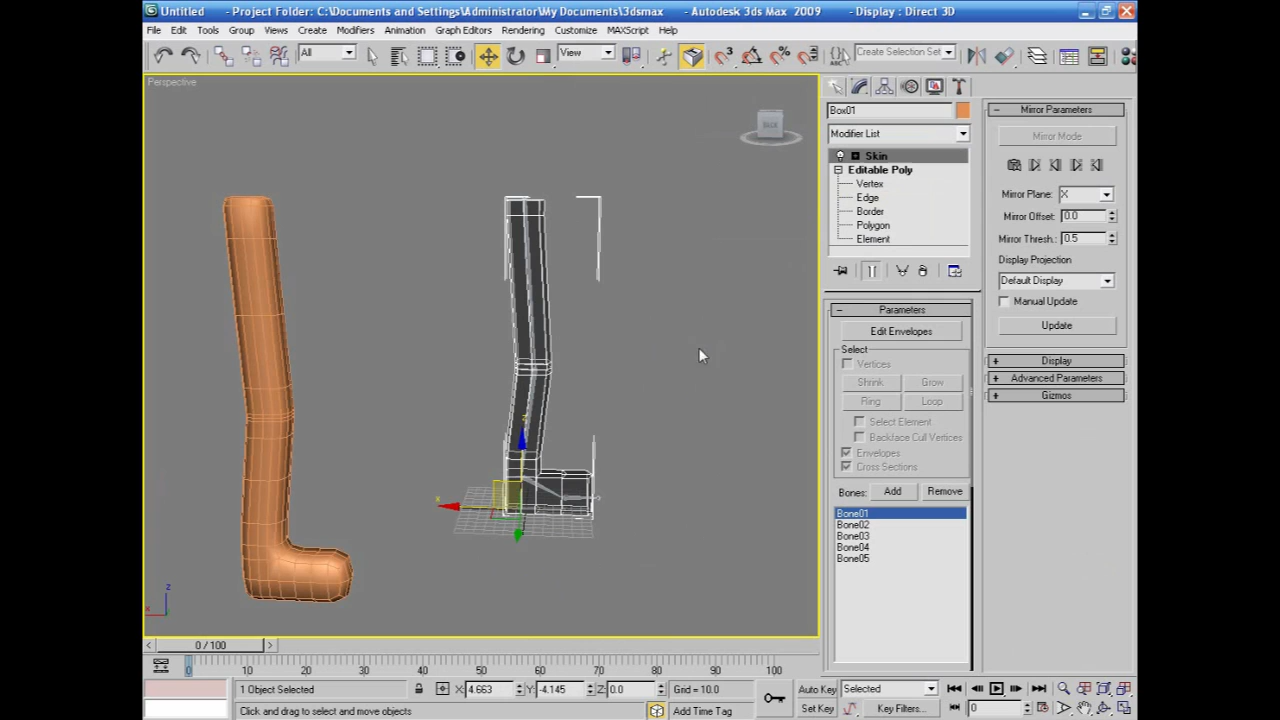 Untitled - Project Folder: C:\Documents and Settings\Administrator\My Documents\3dsmax - Autodesk 3ds Max 2009 - Display : Direct 3D
File Edit Tools Group Views Create Modifiers Animation Graph Editors Rendering Customize MAXScript Help
All View Create Selection Set
Perspective
BACK
Box01
Modifier List
Skin
Editable Poly
Vertex
Edge
Border
Polygon
Element
Parameters
Edit Envelopes
Select
Vertices
Shrink Grow
Ring Loop
Select Element
Backface Cull Vertices
Envelopes
Cross Sections
Bones: Add Remove
Bone01
Bone02
Bone03
Bone04
Bone05
Mirror Parameters
Mirror Mode
Mirror Plane: X
Mirror Offset: 0.0
Mirror Thresh.: 0.5
Display Projection
Default Display
Manual Update
Update
Display
Advanced Parameters
Gizmos
x
z
z
x
0 / 100
0 10 20 30 40 50 60 70 80 90 100
1 Object Selected X: 4.663 Y: -4.145 Z: 0.0 Grid = 10.0 Auto Key Selected
Click and drag to select and move objects Add Time Tag Set Key Key Filters... 0